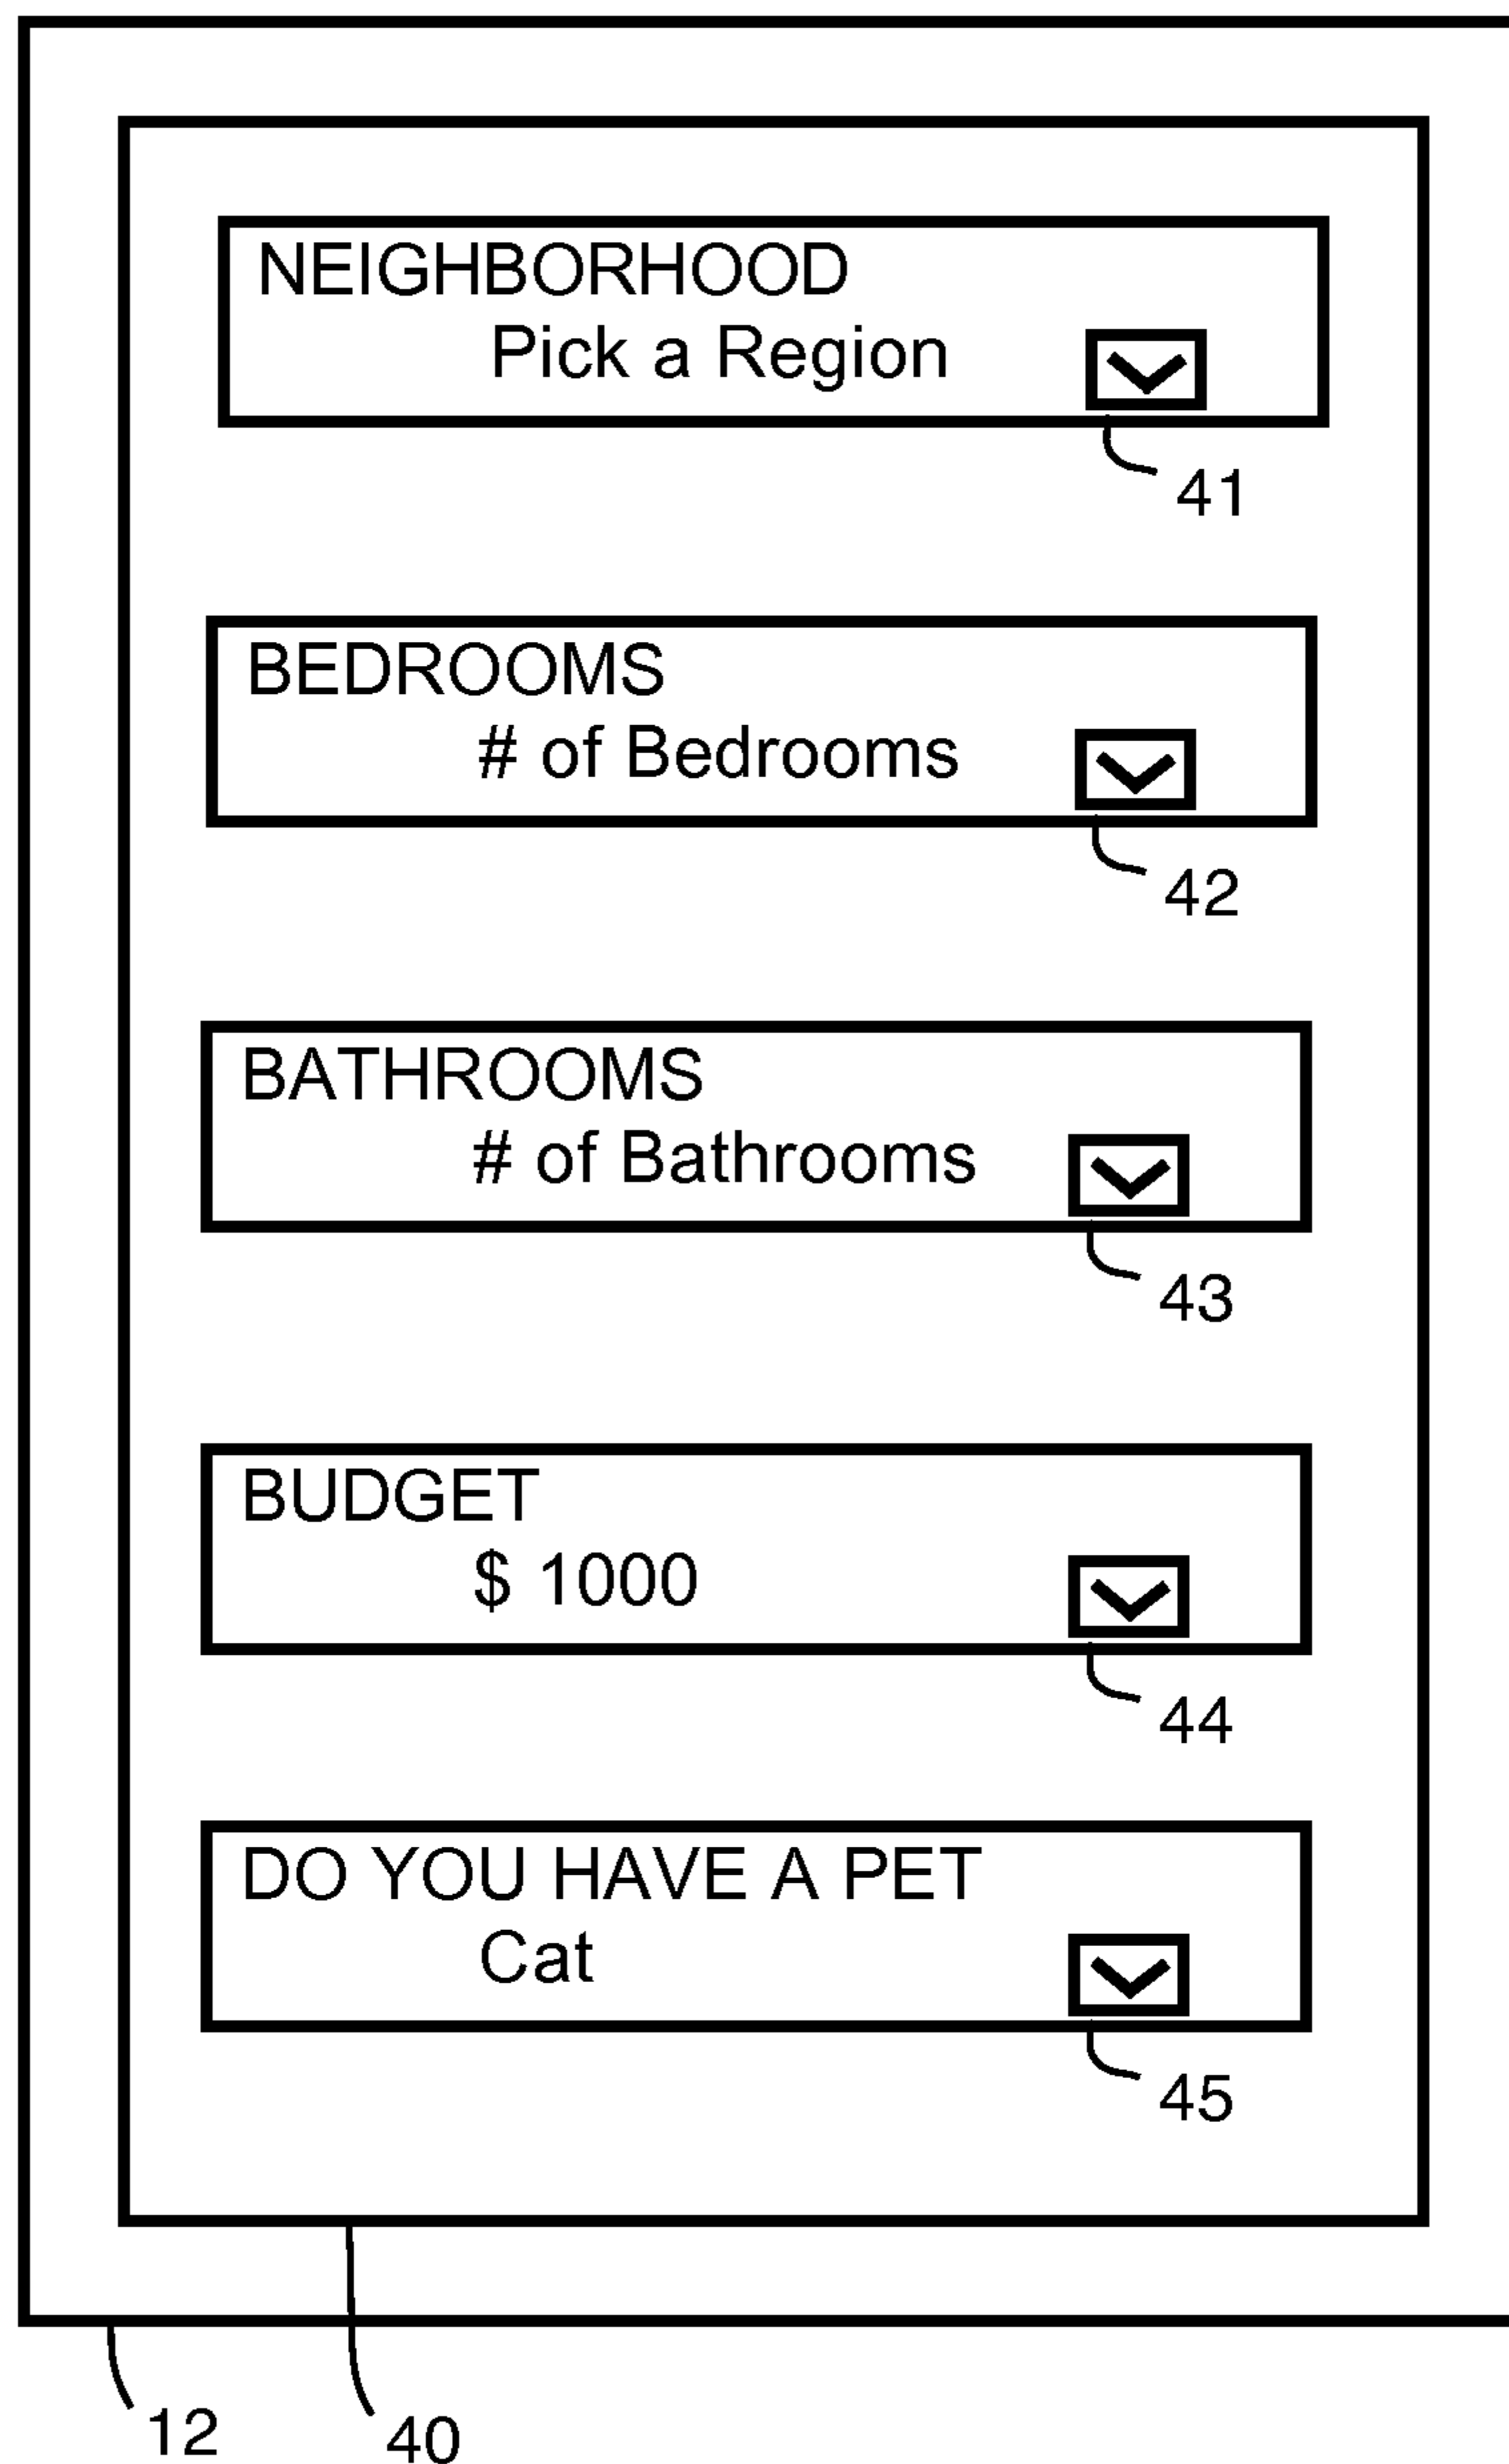 NEIGHBORHOOD
Pick a Region
41
BEDROOMS
# of Bedrooms
42
BATHROOMS
# of Bathrooms
43
BUDGET
$ 1000
44
DO YOU HAVE A PET
Cat
45
12
40